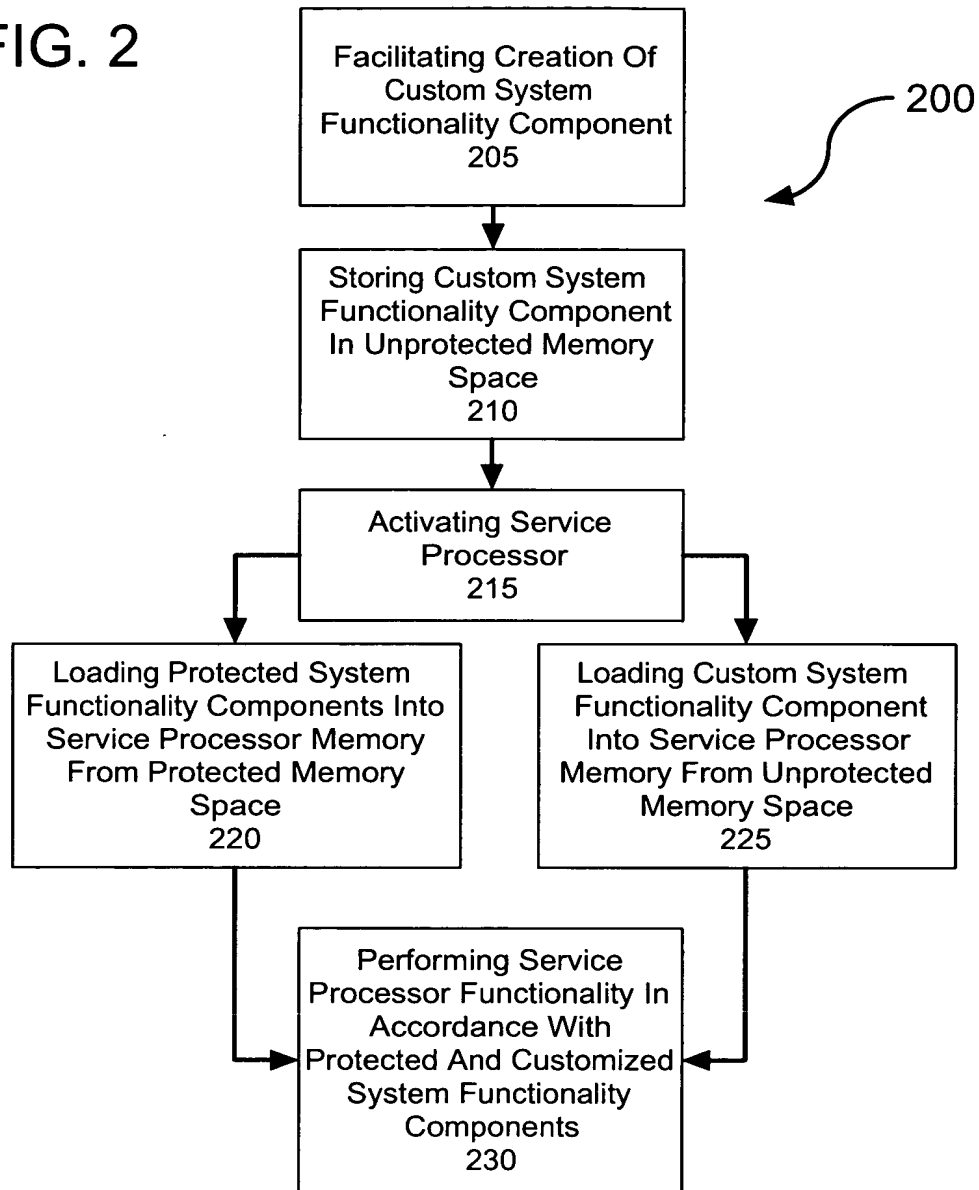 FIG. 2
Facilitating Creation Of
Custom System
Functionality Component
205
200
Storing Custom System
Functionality Component
In Unprotected Memory
Space
210
Activating Service
Processor
215
Loading Protected System
Functionality Components Into
Service Processor Memory
From Protected Memory
Space
220
Loading Custom System
Functionality Component
Into Service Processor
Memory From Unprotected
Memory Space
225
Performing Service
Processor Functionality In
Accordance With
Protected And Customized
System Functionality
Components
230